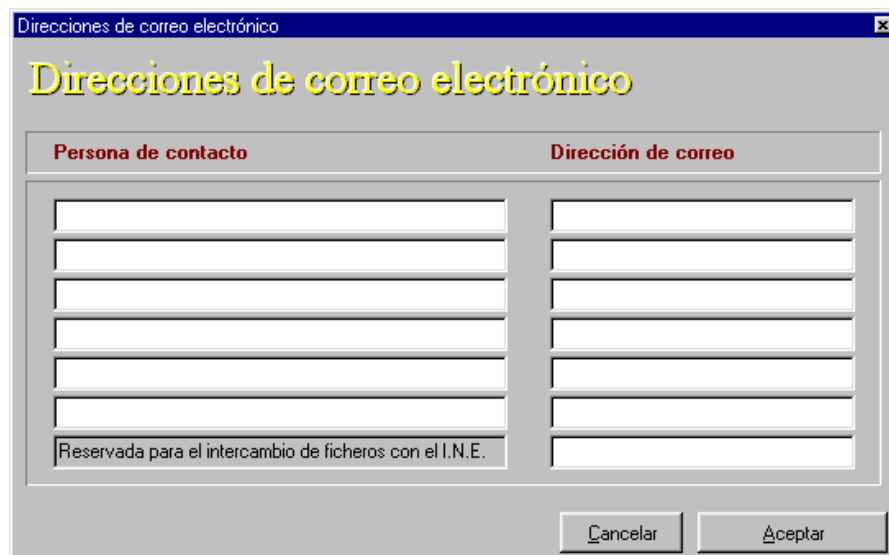 Direcciones de correo electrónico
Direcciones de correo electrónico
Persona de contacto Dirección de correo
Reservada para el intercambio de ficheros con el I.N.E.
Cancelar Aceptar